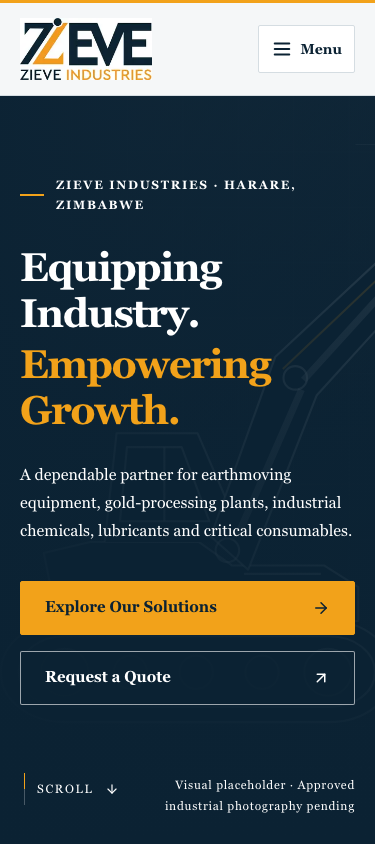 ZIEVE
ZIEVE INDUSTRIES
Menu
ZIEVE INDUSTRIES · HARARE,
ZIMBABWE
Equipping
Industry.
Empowering
Growth.
A dependable partner for earthmoving
equipment, gold-processing plants, industrial
chemicals, lubricants and critical consumables.
Explore Our Solutions
Request a Quote
SCROLL
Visual placeholder · Approved
industrial photography pending